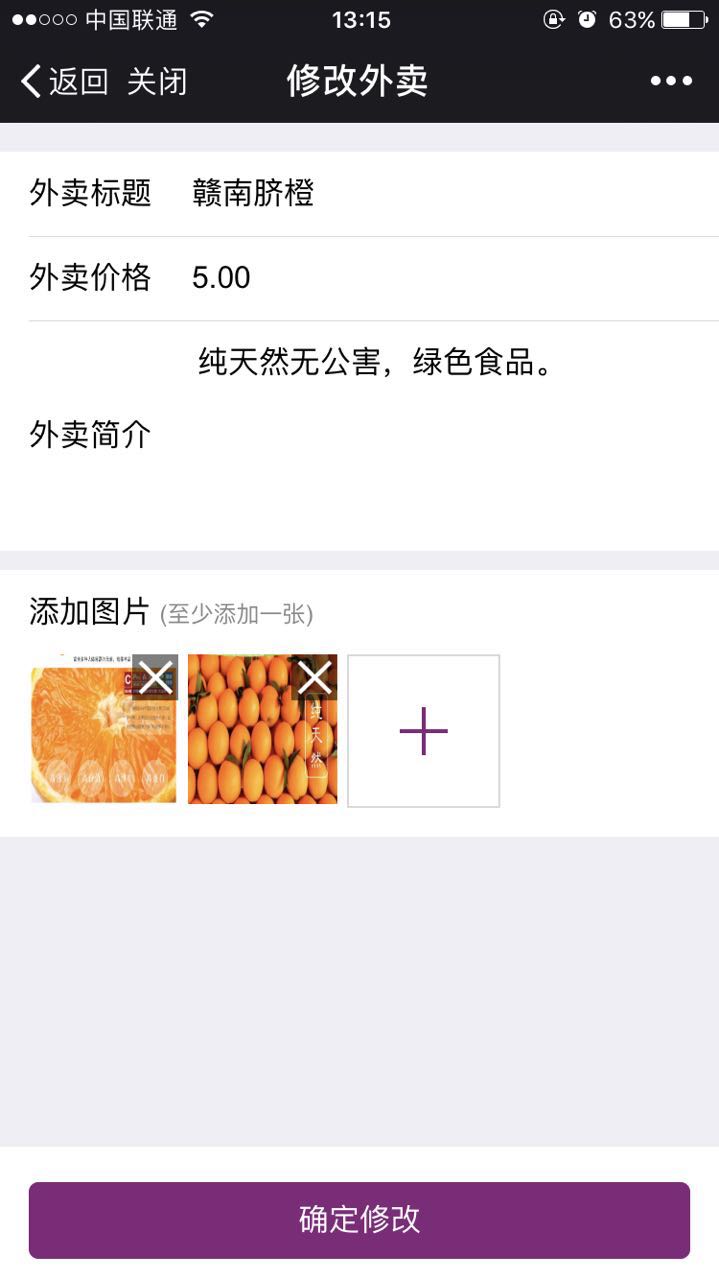 中国联通 13:15 63%
返回 关闭 修改外卖
外卖标题 赣南脐橙
外卖价格 5.00
纯天然无公害，绿色食品。
外卖简介
添加图片 (至少添加一张)
纯天然
确定修改